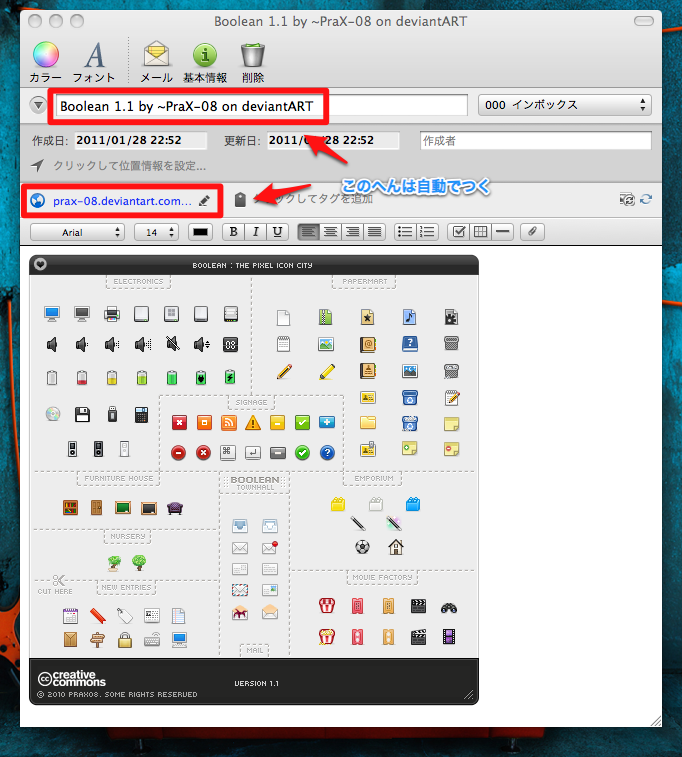 Boolean 1.1 by ~PraX-08 on deviantART
カラー フォント メール 基本情報 削除
Boolean 1.1 by ~PraX-08 on deviantART
000 インボックス
作成日: 2011/01/28 22:52 更新日: 2011/01/28 22:52 作成者
クリックして位置情報を設定...
このへんは自動でつく
prax-08.deviantart.com...
クリックしてタグを追加
Arial 14 B I U
BOOLEAN : THE PIXEL ICON CITY
ELECTRONICS PAPERMART
SIGNAGE
FURNITURE HOUSE BOOLEAN TOWNHALL EMPORIUM
NURSERY
CUT HERE NEW ENTRIES MOVIE FACTORY
MAIL
cc creative commons
VERSION 1.1
© 2010 PRAX08. SOME RIGHTS RESERVED